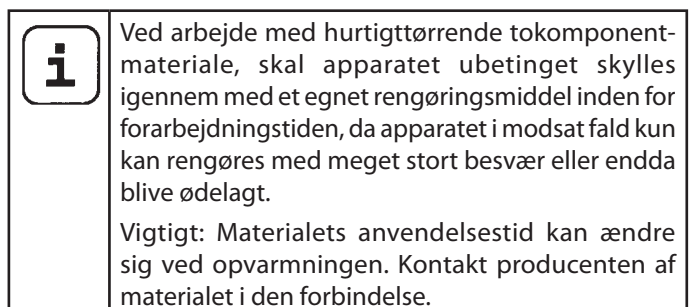 Ved arbejde med hurtigttørrende tokomponent-
materiale, skal apparatet ubetinget skylles
igennem med et egnet rengøringsmiddel inden for
forarbejdningstiden, da apparatet i modsat fald kun
kan rengøres med meget stort besvær eller endda
blive ødelagt.
Vigtigt: Materialets anvendelsestid kan ændre
sig ved opvarmningen. Kontakt producenten af
materialet i den forbindelse.